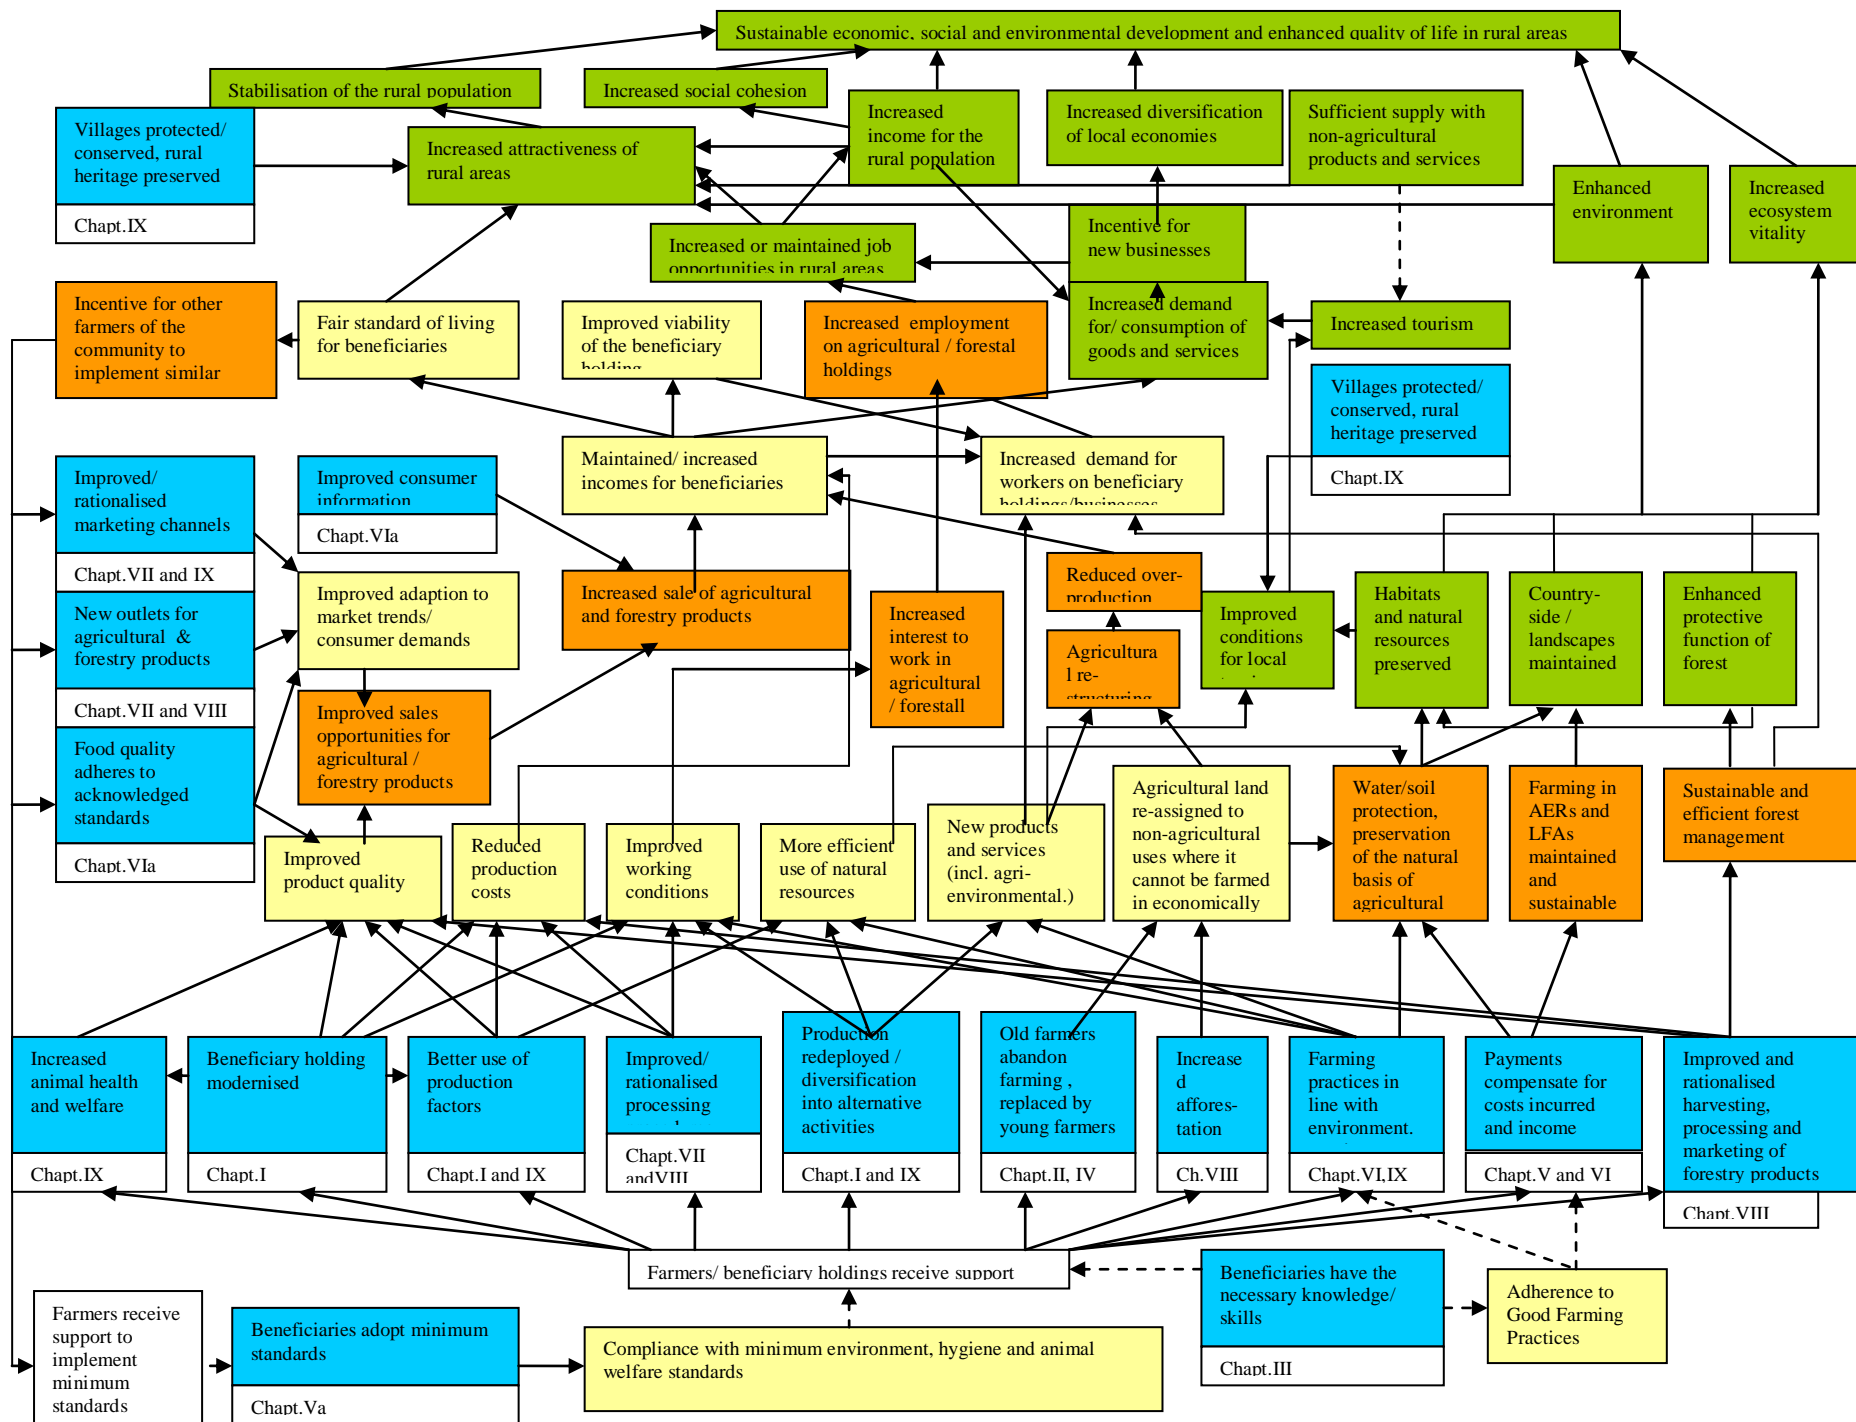 Sustainable economic, social and environmental development and enhanced quality of life in rural areas
Stabilisation of the rural population
Increased social cohesion
Villages protected/
conserved, rural
heritage preserved
Chapt.IX
Increased attractiveness of
rural areas
Increased
income for the
rural population
Increased diversification
of local economies
Sufficient supply with
non-agricultural
products and services
Enhanced
environment
Increased
ecosystem
vitality
Increased or maintained job
opportunities in rural areas
Incentive for
new businesses
Incentive for other
farmers of the
community to
implement similar
Fair standard of living
for beneficiaries
Improved viability
of the beneficiary
holding
Increased employment
on agricultural / forestal
holdings
Increased demand
for/ consumption of
goods and services
Increased tourism
Villages protected/
conserved, rural
heritage preserved
Chapt.IX
Improved/
rationalised
marketing channels
Chapt.VII and IX
Improved consumer
information
Chapt.VIa
Maintained/ increased
incomes for beneficiaries
Increased demand for
workers on beneficiary
holdings/businesses
New outlets for
agricultural &
forestry products
Chapt.VII and VIII
Improved adaption to
market trends/
consumer demands
Increased sale of agricultural
and forestry products
Increased
interest to
work in
agricultural
/ forestall
Reduced over-
production
Agricultura
l re-
structuring
Improved
conditions
for local
Habitats
and natural
resources
preserved
Country-
side /
landscapes
maintained
Enhanced
protective
function of
forest
Food quality
adheres to
acknowledged
standards
Chapt.VIa
Improved sales
opportunities for
agricultural /
forestry products
Improved
product quality
Reduced
production
costs
Improved
working
conditions
More efficient
use of natural
resources
New products
and services
(incl. agri-
environmental.)
Agricultural land
re-assigned to
non-agricultural
uses where it
cannot be farmed
in economically
Water/soil
protection,
preservation
of the natural
basis of
agricultural
Farming in
AERs and
LFAs
maintained
and
sustainable
Sustainable and
efficient forest
management
Increased
animal health
and welfare
Chapt.IX
Beneficiary holding
modernised
Chapt.I
Better use of
production
factors
Chapt.I and IX
Improved/
rationalised
processing
Chapt.VII
andVIII
Production
redeployed /
diversification
into alternative
activities
Chapt.I and IX
Old farmers
abandon
farming ,
replaced by
young farmers
Chapt.II, IV
Increase
d
affores-
tation
Ch.VIII
Farming
practices in
line with
environment.
Chapt.VI,IX
Payments
compensate for
costs incurred
and income
Chapt.V and VI
Improved and
rationalised
harvesting,
processing and
marketing of
forestry products
Chapt.VIII
Farmers/ beneficiary holdings receive support
Beneficiaries have the
necessary knowledge/
skills
Chapt.III
Adherence to
Good Farming
Practices
Farmers receive
support to
implement
minimum
standards
Beneficiaries adopt minimum
standards
Chapt.Va
Compliance with minimum environment, hygiene and animal
welfare standards